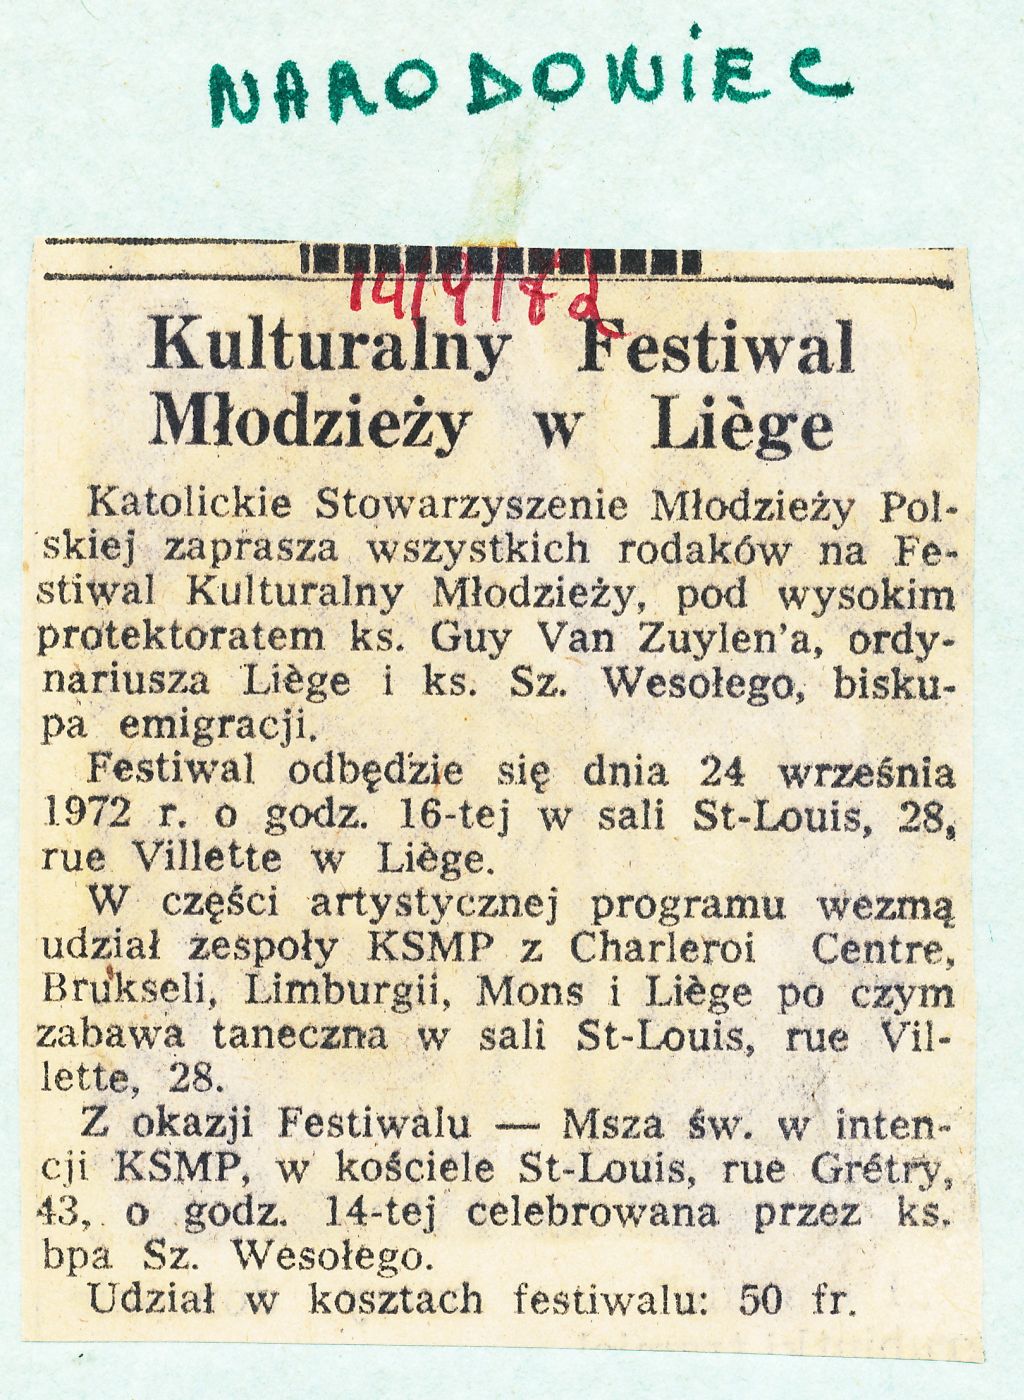 NARODOWIEC
14/9/72
Kulturalny Festiwal
Młodzieży w Liège
Katolickie Stowarzyszenie Młodzieży Pol-
skiej zaprasza wszystkich rodaków na Fe-
stiwal Kulturalny Młodzieży, pod wysokim
protektoratem ks. Guy Van Zuylen'a, ordy-
nariusza Liège i ks. Sz. Wesołego, bisku-
pa emigracji.
Festiwal odbędzie się dnia 24 września
1972 r. o godz. 16-tej w sali St-Louis, 28,
rue Villette w Liège.
W części artystycznej programu wezmą
udział zespoły KSMP z Charleroi Centre,
Brukseli, Limburgii, Mons i Liège po czym
zabawa taneczna w sali St-Louis, rue Vil-
lette, 28.
Z okazji Festiwalu — Msza św. w inten-
cji KSMP, w kościele St-Louis, rue Grétry,
43, o godz. 14-tej celebrowana przez ks.
bpa Sz. Wesołego.
Udział w kosztach festiwalu: 50 fr.